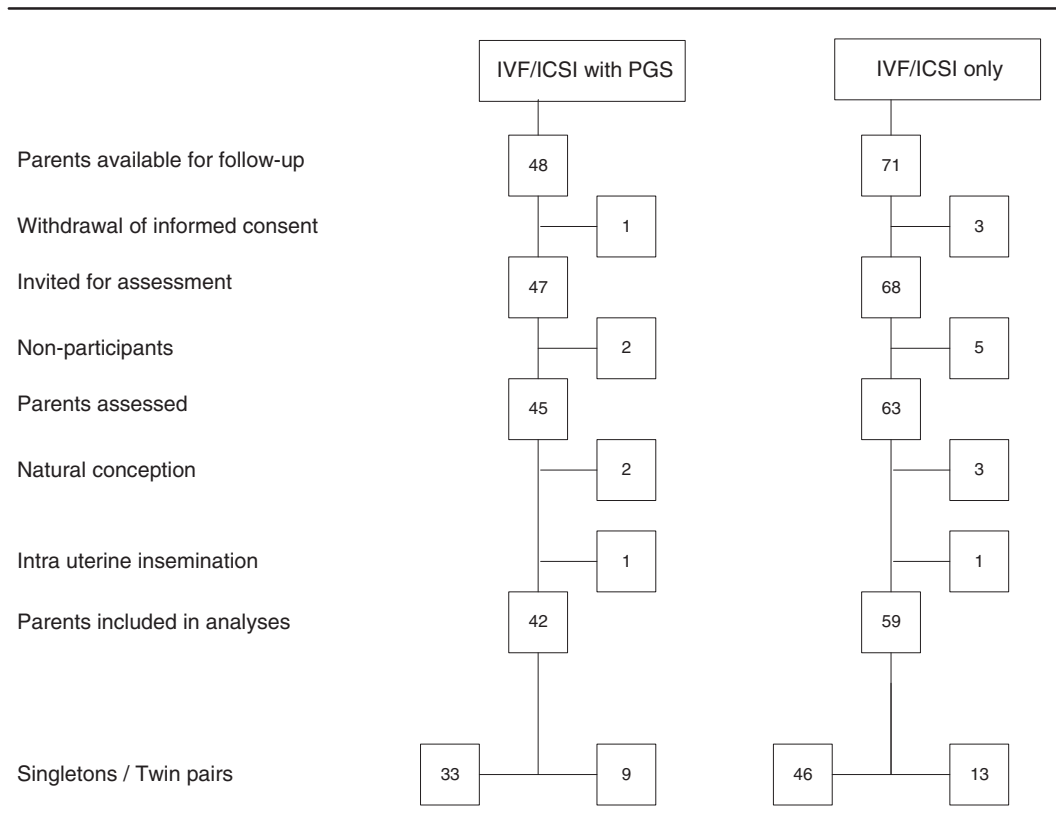 IVF/ICSI with PGS IVF/ICSI only
Parents available for follow-up 48 71
Withdrawal of informed consent 1 3
Invited for assessment 47 68
Non-participants 2 5
Parents assessed 45 63
Natural conception 2 3
Intra uterine insemination 1 1
Parents included in analyses 42 59
Singletons / Twin pairs 33 9 46 13